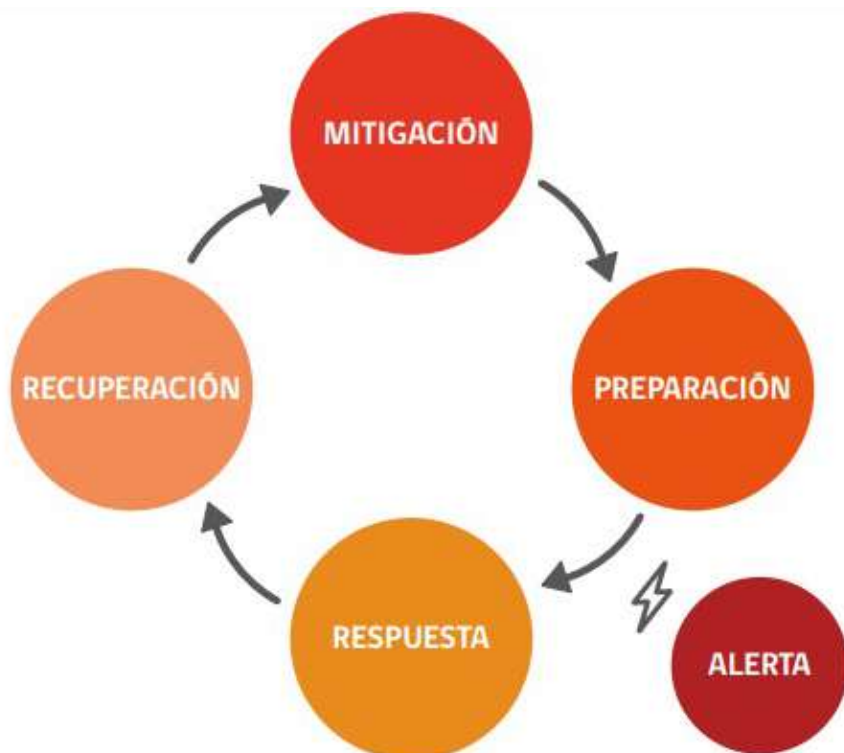 MITIGACIÓN
RECUPERACIÓN
PREPARACIÓN
RESPUESTA
ALERTA